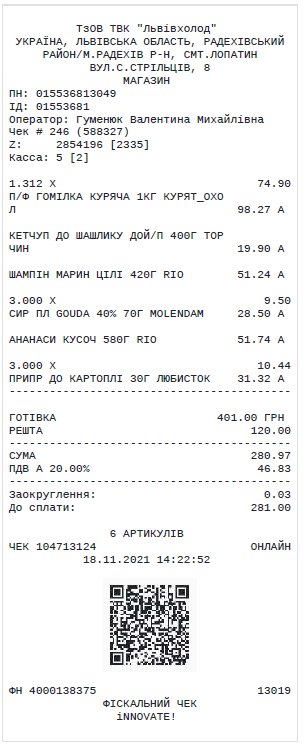 ТзОВ ТВК "Львівхолод"
УКРАЇНА, ЛЬВІВСЬКА ОБЛАСТЬ, РАДЕХІВСЬКИЙ
РАЙОН/М.РАДЕХІВ Р-Н, СМТ.ЛОПАТИН
ВУЛ.С.СТРІЛЬЦІВ, 8
МАГАЗИН
ПН: 015536813049
ІД: 01553681
Оператор: Гуменюк Валентина Михайлівна
Чек # 246 (588327)
Z: 2854196 [2335]
Касса: 5 [2]
1.312 X 74.90
П/Ф ГОМІЛКА КУРЯЧА 1КГ КУРЯТ_ОХО
Л 98.27 А
КЕТЧУП ДО ШАШЛИКУ ДОЙ/П 400Г ТОР
ЧИН 19.90 А
ШАМПІН МАРИН ЦІЛІ 420Г RIO 51.24 А
3.000 X 9.50
СИР ПЛ GOUDA 40% 70Г MOLENDAM 28.50 А
АНАНАСИ КУСОЧ 580Г RIO 51.74 А
3.000 X 10.44
ПРИПР ДО КАРТОПЛІ 30Г ЛЮБИСТОК 31.32 А
ГОТІВКА 401.00 ГРН
РЕШТА 120.00
СУМА 280.97
ПДВ А 20.00% 46.83
Заокруглення: 0.03
До сплати: 281.00
6 АРТИКУЛІВ
ЧЕК 104713124 ОНЛАЙН
18.11.2021 14:22:52
ФН 4000138375 13019
ФІСКАЛЬНИЙ ЧЕК
iNNOVATE!